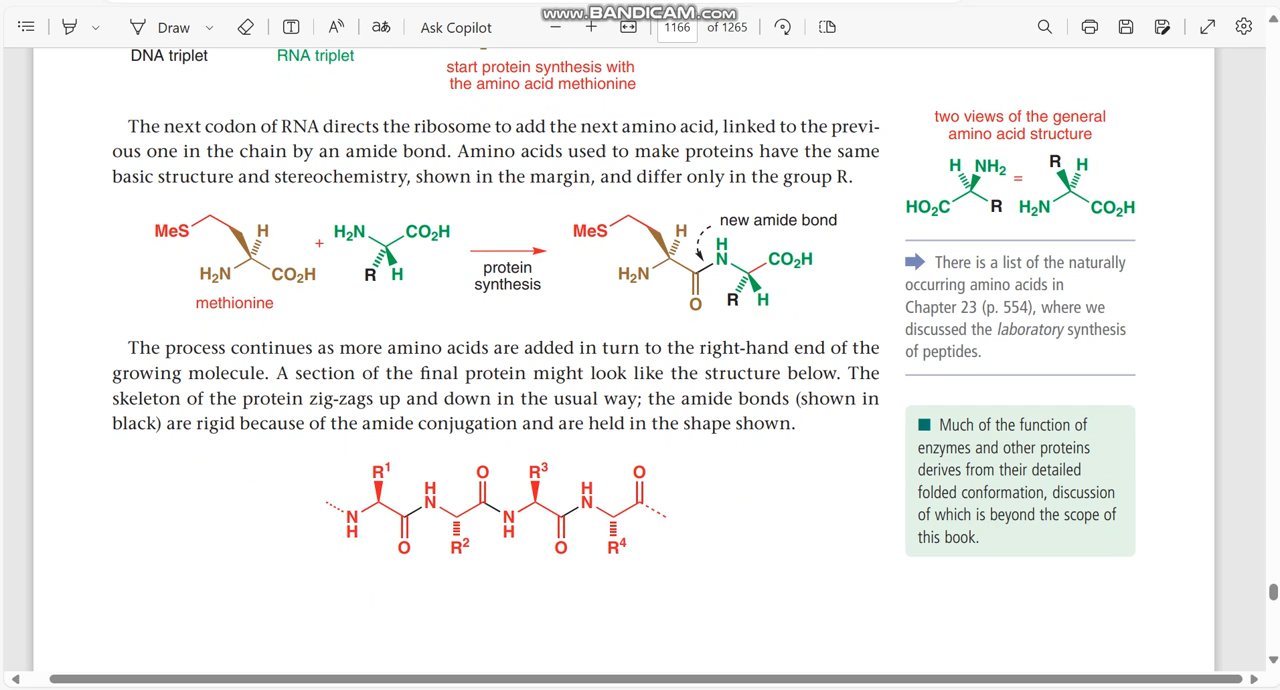 www.BANDICAM.com
Draw
Ask Copilot
1166 of 1265
DNA triplet
RNA triplet
start protein synthesis with
the amino acid methionine
The next codon of RNA directs the ribosome to add the next amino acid, linked to the previ-
ous one in the chain by an amide bond. Amino acids used to make proteins have the same
basic structure and stereochemistry, shown in the margin, and differ only in the group R.
MeS H H2N CO2H
methionine
+
H2N CO2H R H
protein
synthesis
MeS H H2N O H N CO2H R H
new amide bond
The process continues as more amino acids are added in turn to the right-hand end of the
growing molecule. A section of the final protein might look like the structure below. The
skeleton of the protein zig-zags up and down in the usual way; the amide bonds (shown in
black) are rigid because of the amide conjugation and are held in the shape shown.
R1 O R3 O
H H
N N
N N
H H
O R2 O R4
two views of the general
amino acid structure
H NH2 = R H
HO2C R H2N CO2H
There is a list of the naturally
occurring amino acids in
Chapter 23 (p. 554), where we
discussed the laboratory synthesis
of peptides.
Much of the function of
enzymes and other proteins
derives from their detailed
folded conformation, discussion
of which is beyond the scope of
this book.